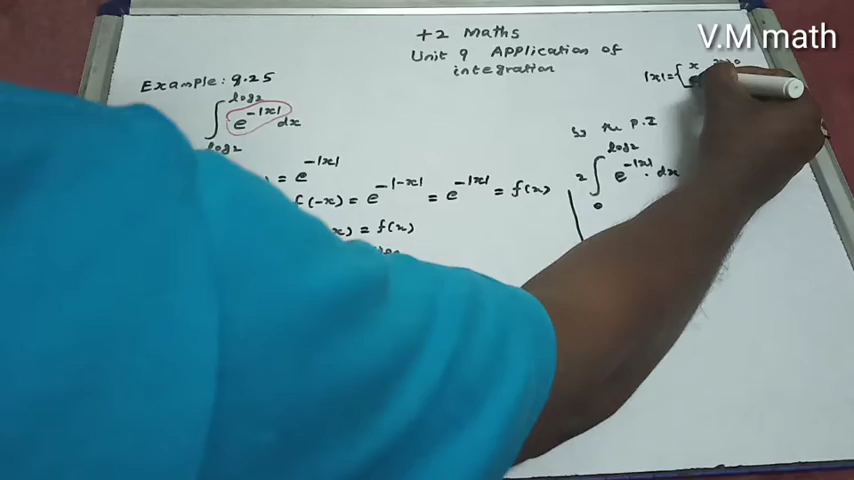 V.M math
+2 Maths
Unit 9 Application of
integration
Example: 9.25
∫ log2 e^-|x| dx
log2
= e^-|x|
f(-x) = e^-|-x| = e^-|x| = f(x)
) = f(x)
|x| = { x
So the P.I
2 ∫ log2 e^-|x| . dx
0